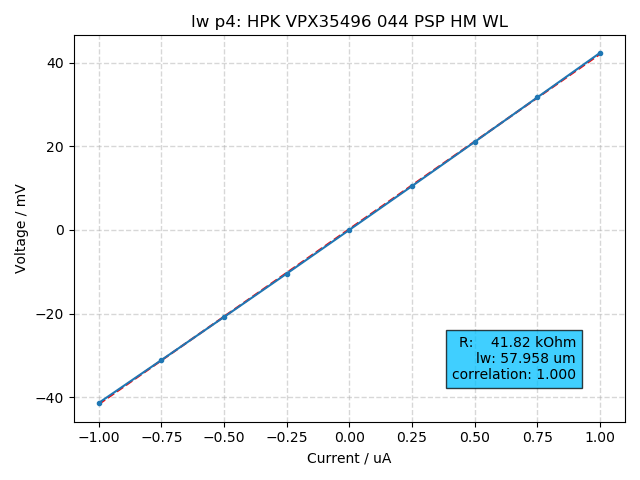 lw p4: HPK VPX35496 044 PSP HM WL
Voltage / mV
40
20
0
−20
−40
R: 41.82 kOhm
lw: 57.958 um
correlation: 1.000
−1.00 −0.75 −0.50 −0.25 0.00 0.25 0.50 0.75 1.00
Current / uA